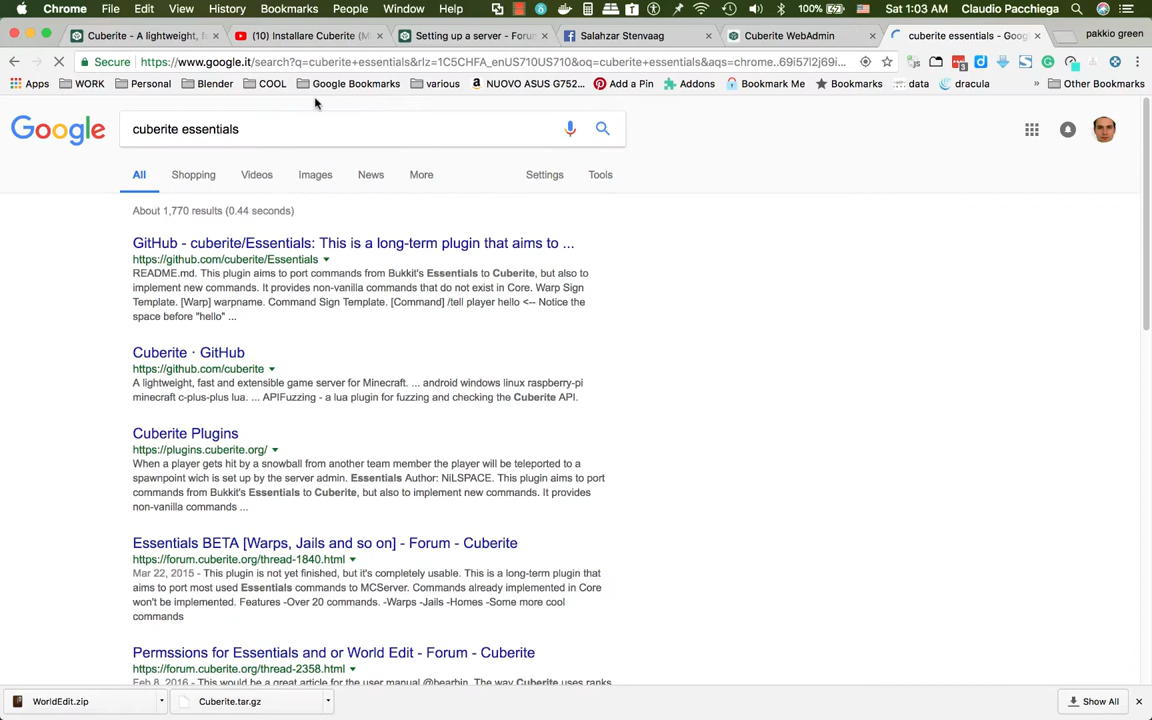 Chrome File Edit View History Bookmarks People Window Help 100% Sat 1:03 AM Claudio Pacchiega
Cuberite - A lightweight, f
(10) Installare Cuberite (M
Setting up a server - Forum
Salahzar Stenvaag
Cuberite WebAdmin
cuberite essentials - Goog
pakkio green
Secure https://www.google.it/search?q=cuberite+essentials&rlz=1C5CHFA_enUS710US710&oq=cuberite+essentials&aqs=chrome..69i57l2j69i...
Apps WORK Personal Blender COOL Google Bookmarks various NUOVO ASUS G752... Add a Pin Addons Bookmark Me Bookmarks data dracula » Other Bookmarks
Google
cuberite essentials
All Shopping Videos Images News More Settings Tools
About 1,770 results (0.44 seconds)
GitHub - cuberite/Essentials: This is a long-term plugin that aims to ...
https://github.com/cuberite/Essentials
README.md. This plugin aims to port commands from Bukkit's Essentials to Cuberite, but also to
implement new commands. It provides non-vanilla commands that do not exist in Core. Warp Sign
Template. [Warp] warpname. Command Sign Template. [Command] /tell player hello <-- Notice the
space before "hello" ...
Cuberite · GitHub
https://github.com/cuberite
A lightweight, fast and extensible game server for Minecraft. ... android windows linux raspberry-pi
minecraft c-plus-plus lua. ... APIFuzzing - a lua plugin for fuzzing and checking the Cuberite API.
Cuberite Plugins
https://plugins.cuberite.org/
When a player gets hit by a snowball from another team member the player will be teleported to a
spawnpoint wich is set up by the server admin. Essentials Author: NiLSPACE. This plugin aims to port
commands from Bukkit's Essentials to Cuberite, but also to implement new commands. It provides
non-vanilla commands ...
Essentials BETA [Warps, Jails and so on] - Forum - Cuberite
https://forum.cuberite.org/thread-1840.html
Mar 22, 2015 - This plugin is not yet finished, but it's completely usable. This is a long-term plugin that
aims to port most used Essentials commands to MCServer. Commands already implemented in Core
won't be implemented. Features -Over 20 commands. -Warps -Jails -Homes -Some more cool
commands
Permssions for Essentials and or World Edit - Forum - Cuberite
https://forum.cuberite.org/thread-2358.html
Feb 8, 2016 - This would be a great article for the user manual @bearbin. The way Cuberite uses ranks
WorldEdit.zip
Cuberite.tar.gz
Show All